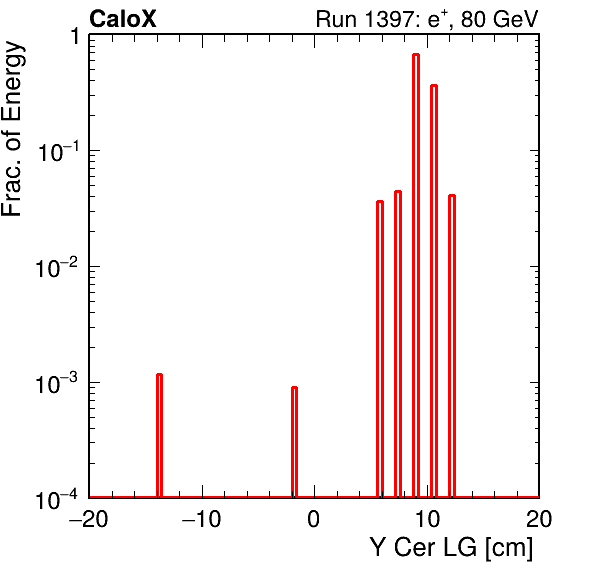 CaloX Run 1397: e⁺, 80 GeV
Frac. of Energy
1
10⁻¹
10⁻²
10⁻³
10⁻⁴
−20 −10 0 10 20
Y Cer LG [cm]